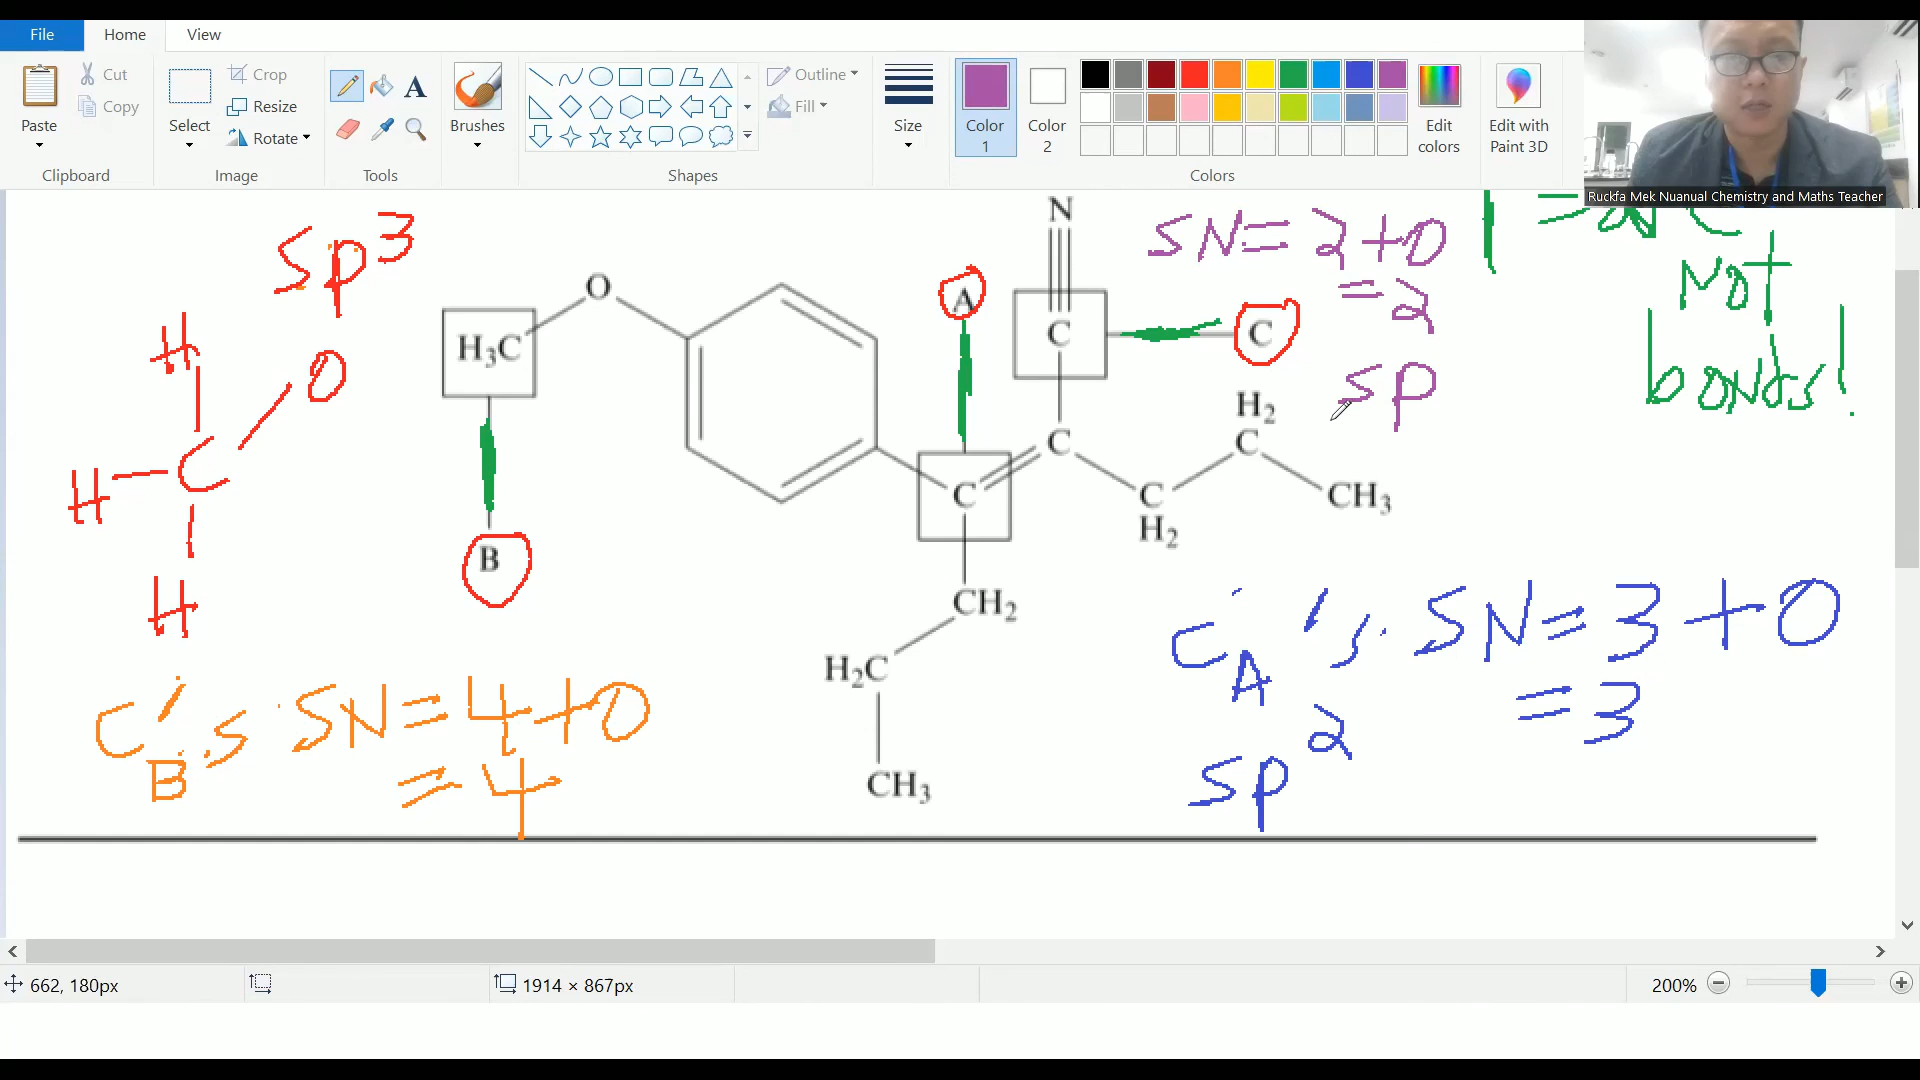 File Home View
Paste
Cut
Copy
Clipboard
Select
Crop
Resize
Rotate
Image
A
Tools
Brushes
Shapes
Outline
Fill
Size
Color 1
Color 2
Edit colors
Colors
Edit with Paint 3D
Ruckfa Mek Nuanual Chemistry and Maths Teacher
sp3
H
O
H
C
H
H3C
O
B
A
N
C
C
C
C
H2
C
C
H2
CH3
CH2
H2C
CH3
SN = 2+0
= 2
sp
Not
bonds!
CB's SN = 4+0
= 4
CA's SN = 3+0
= 3
sp2
662, 180px
1914 × 867px
200%